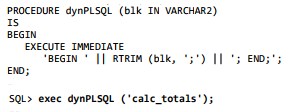 PROCEDURE dynPLSQL (blk IN VARCHAR2)
IS
BEGIN
EXECUTE IMMEDIATE
'BEGIN ' || RTRIM (blk, ';') || '; END;';
END;
SQL> exec dynPLSQL ('calc_totals');